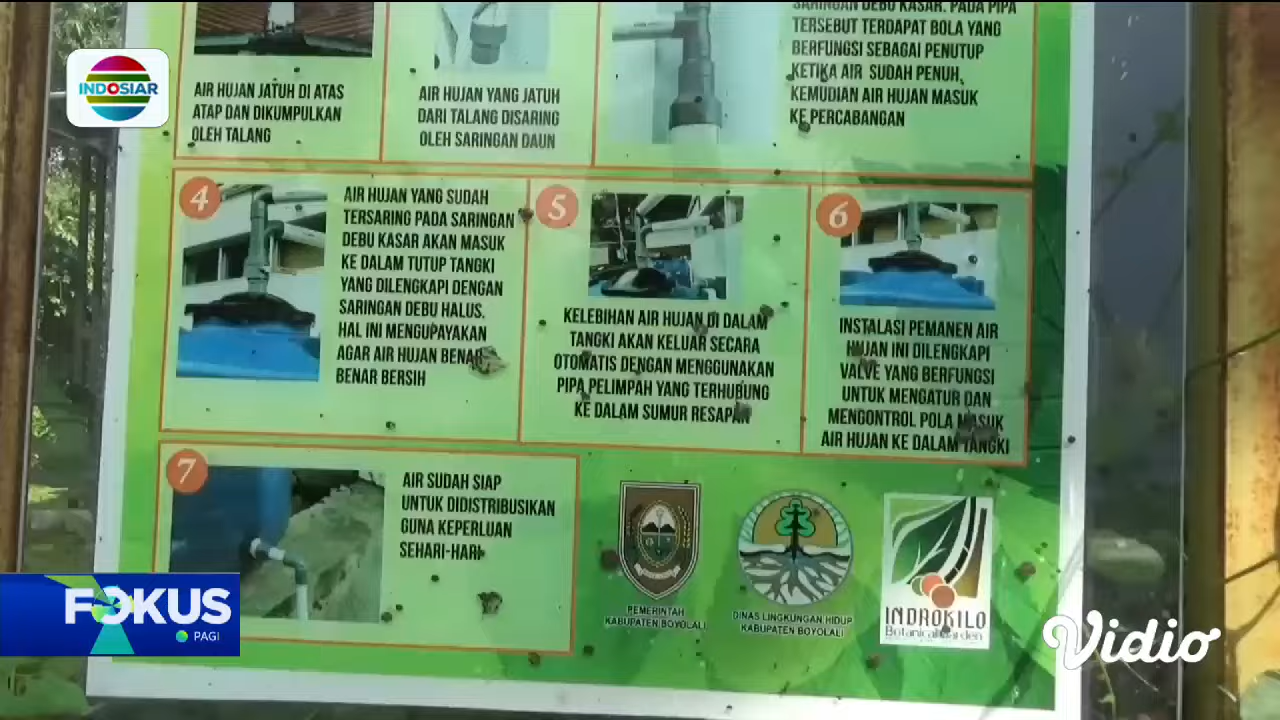 INDOSIAR
AIR HUJAN JATUH DI ATAS
ATAP DAN DIKUMPULKAN
OLEH TALANG
AIR HUJAN YANG JATUH
DARI TALANG DISARING
OLEH SARINGAN DAUN
SARINGAN DEBU KASAR. PADA PIPA
TERSEBUT TERDAPAT BOLA YANG
BERFUNGSI SEBAGAI PENUTUP
KETIKA AIR SUDAH PENUH,
KEMUDIAN AIR HUJAN MASUK
KE PERCABANGAN
4
AIR HUJAN YANG SUDAH
TERSARING PADA SARINGAN
DEBU KASAR AKAN MASUK
KE DALAM TUTUP TANGKI
YANG DILENGKAPI DENGAN
SARINGAN DEBU HALUS.
HAL INI MENGUPAYAKAN
AGAR AIR HUJAN BENAR
BENAR BERSIH
5
KELEBIHAN AIR HUJAN DI DALAM
TANGKI AKAN KELUAR SECARA
OTOMATIS DENGAN MENGGUNAKAN
PIPA PELIMPAH YANG TERHUBUNG
KE DALAM SUMUR RESAPAN
6
INSTALASI PEMANEN AIR
HUJAN INI DILENGKAPI
VALVE YANG BERFUNGSI
UNTUK MENGATUR DAN
MENGONTROL POLA MASUK
AIR HUJAN KE DALAM TANGKI
7
AIR SUDAH SIAP
UNTUK DIDISTRIBUSIKAN
GUNA KEPERLUAN
SEHARI-HARI
PEMERINTAH
KABUPATEN BOYOLALI
DINAS LINGKUNGAN HIDUP
KABUPATEN BOYOLALI
INDROKILO
Botanical Garden
FOKUS
PAGI
Vidio